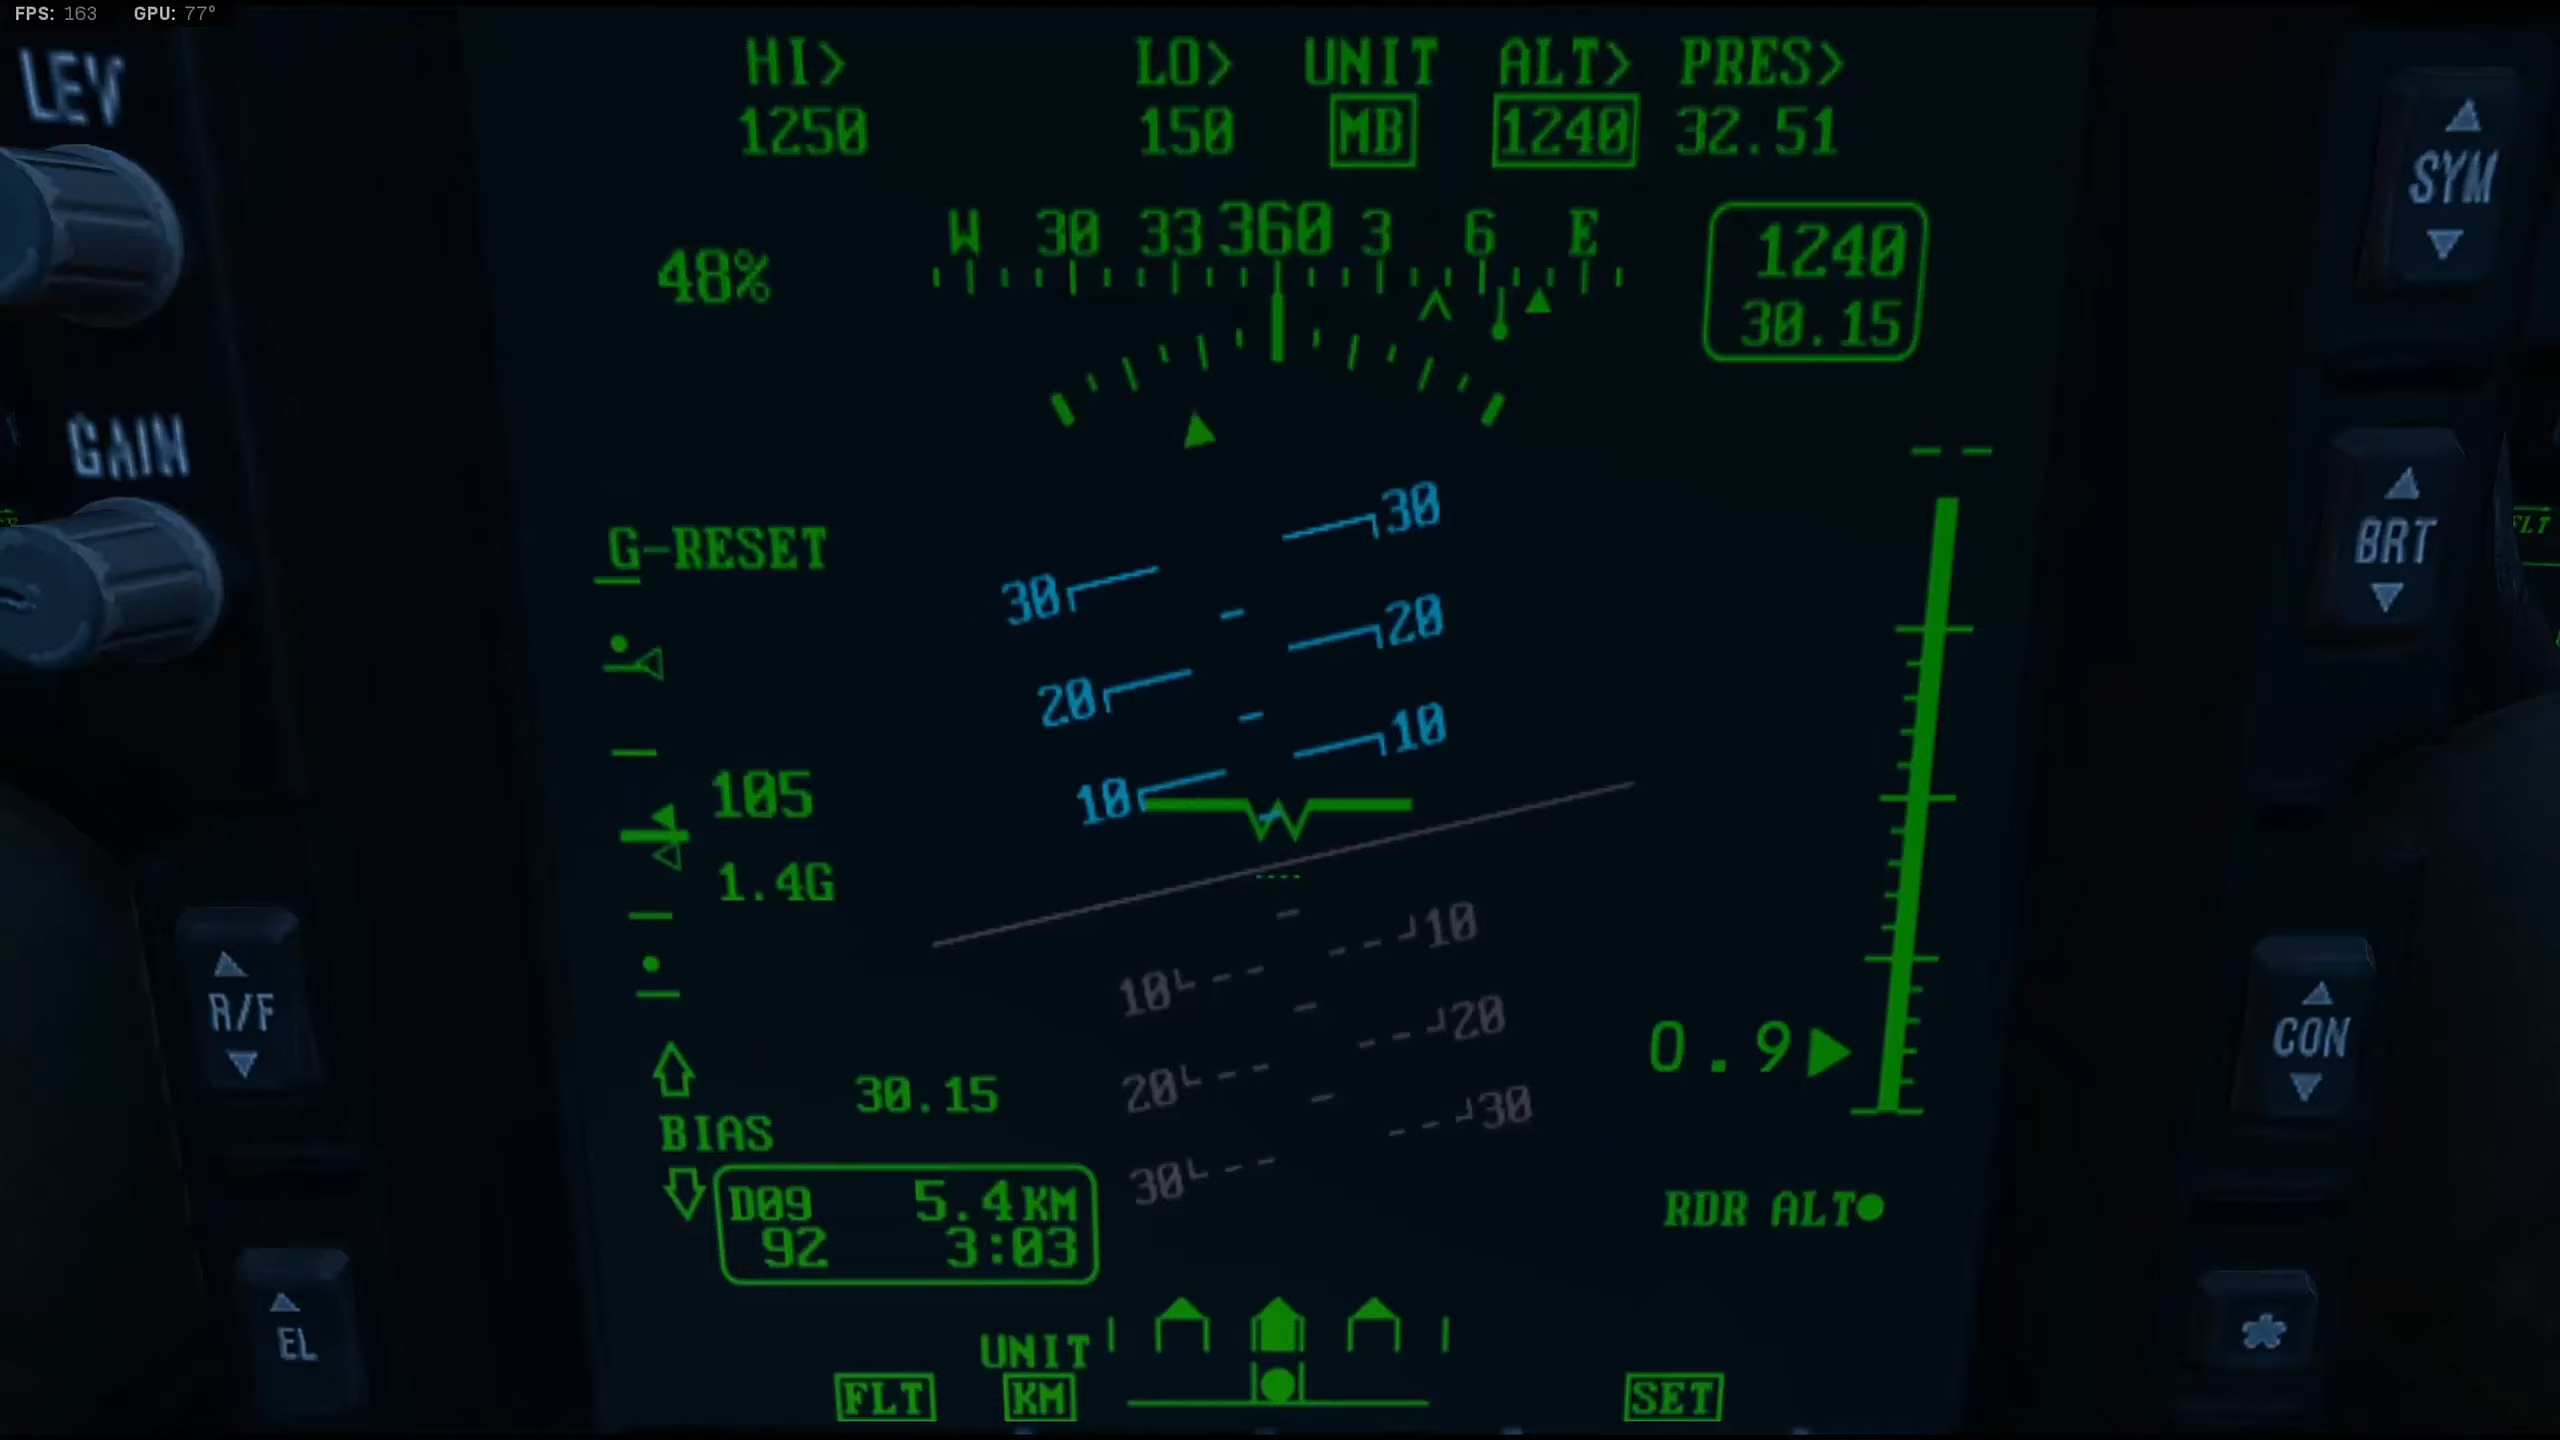 FPS: 163 GPU: 77°
LEV
HI> LO> UNIT ALT> PRES>
1250 150 MB 1240 32.51
SYM
W 30 33 360 3 6 E
48%
1240
30.15
GAIN
30
BRT
FLT
G-RESET
30
20
20
10
105
10
1.4G
10
10
R/F
20
CON
0.9
30.15
20
30
BIAS
30
D09 5.4KM
92 3:03
RDR ALT
EL
UNIT
FLT KM SET